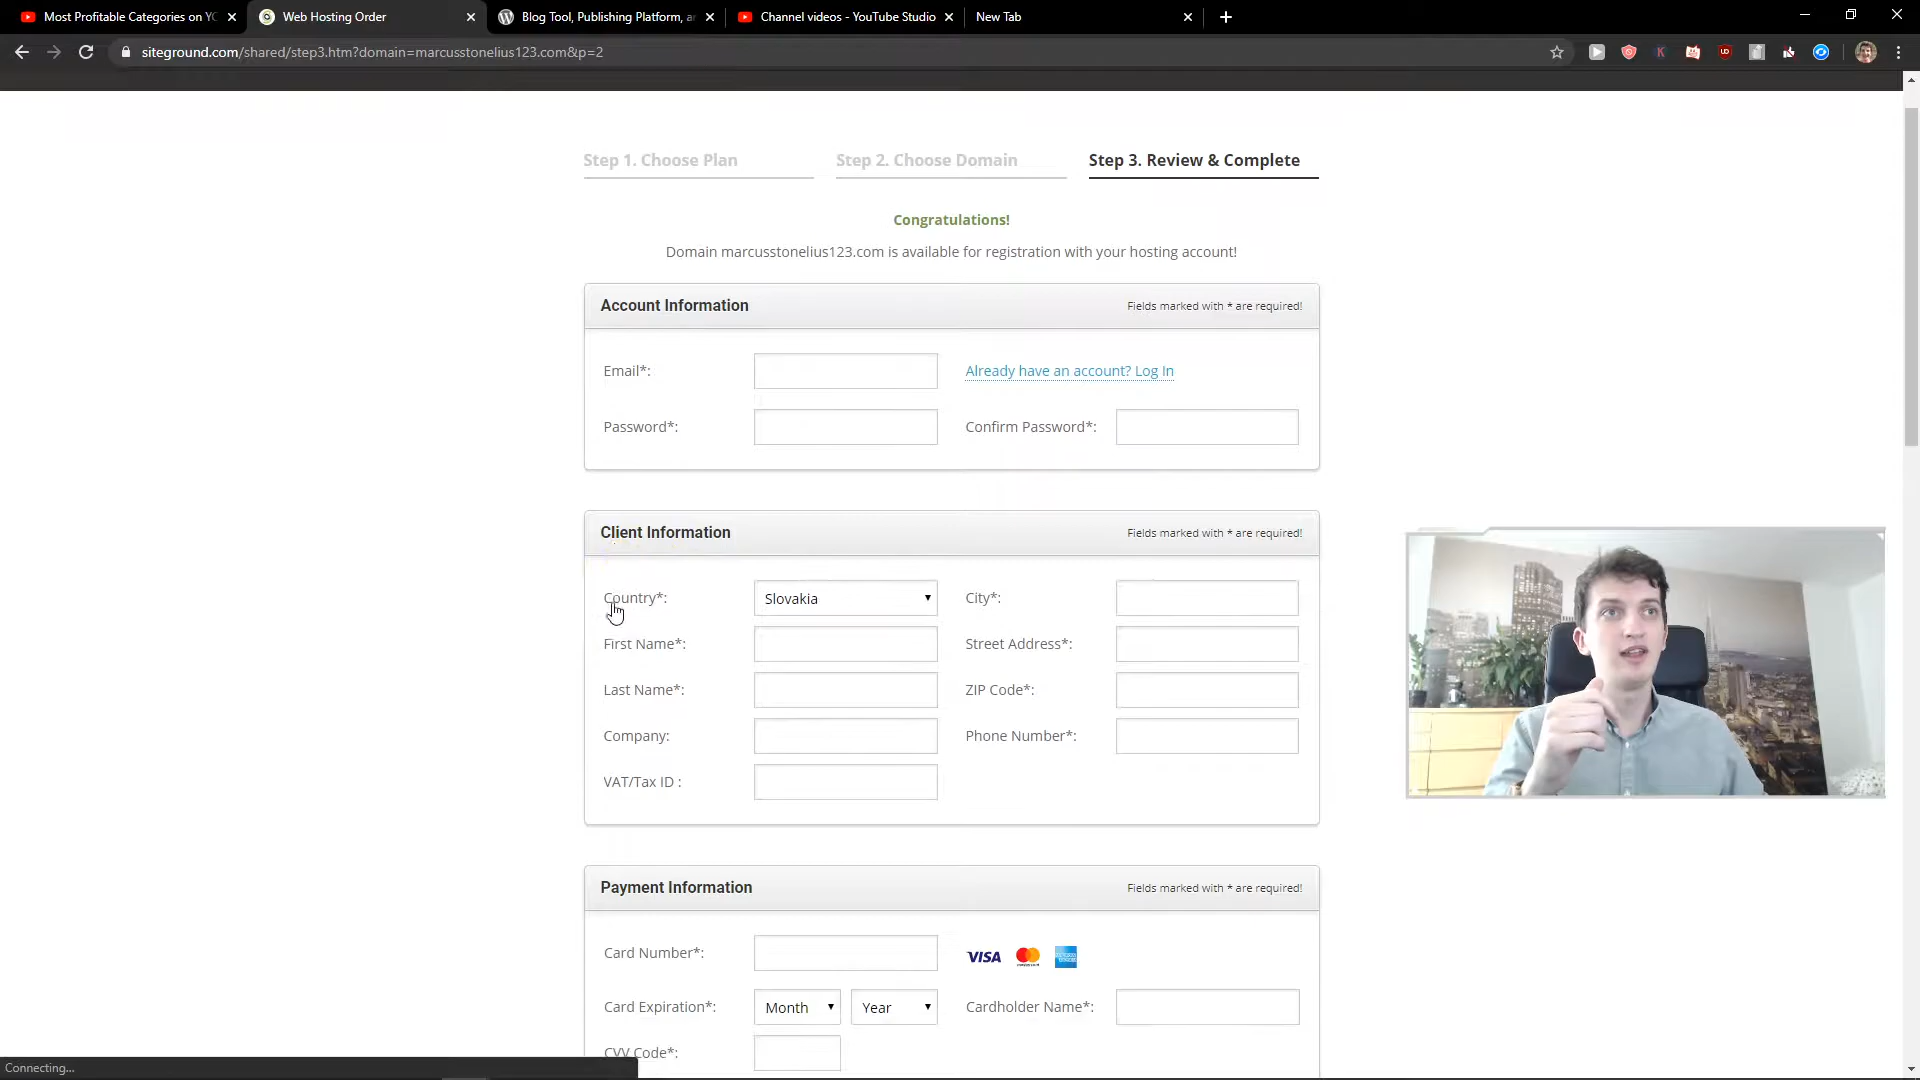 Most Profitable Categories on YO
Web Hosting Order
Blog Tool, Publishing Platform, an
Channel videos - YouTube Studio
New Tab
siteground.com/shared/step3.htm?domain=marcusstonelius123.com&p=2
Step 1. Choose Plan
Step 2. Choose Domain
Step 3. Review & Complete
Congratulations!
Domain marcusstonelius123.com is available for registration with your hosting account!
Account Information
Fields marked with * are required!
Email*:
Already have an account? Log In
Password*:
Confirm Password*:
Client Information
Fields marked with * are required!
Country*:
Slovakia
City*:
First Name*:
Street Address*:
Last Name*:
ZIP Code*:
Company:
Phone Number*:
VAT/Tax ID :
Payment Information
Fields marked with * are required!
Card Number*:
VISA
Card Expiration*:
Month
Year
Cardholder Name*:
CVV Code*:
Connecting...